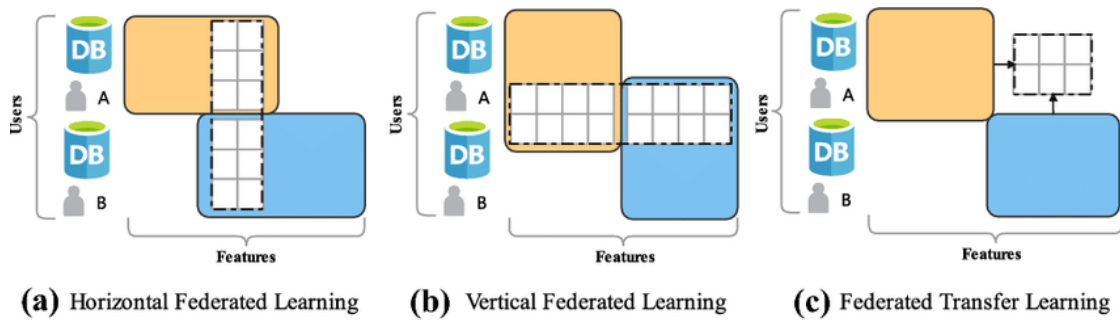 Users
DB
A
DB
B
Features
(a) Horizontal Federated Learning
Users
DB
A
DB
B
Features
(b) Vertical Federated Learning
Users
DB
A
DB
B
Features
(c) Federated Transfer Learning